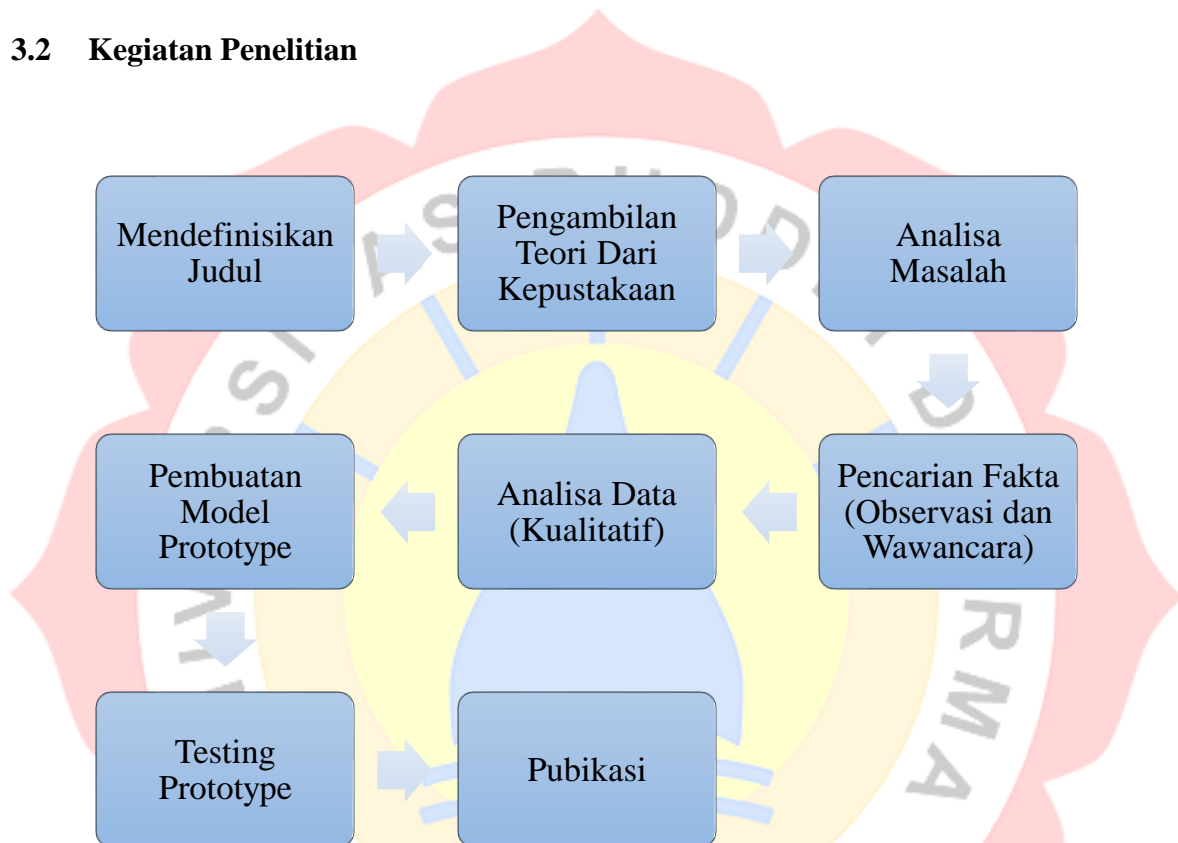 3.2 Kegiatan Penelitian
Mendefinisikan
Judul
Pengambilan
Teori Dari
Kepustakaan
Analisa
Masalah
Pencarian Fakta
(Observasi dan
Wawancara)
Analisa Data
(Kualitatif)
Pembuatan
Model
Prototype
Testing
Prototype
Pubikasi